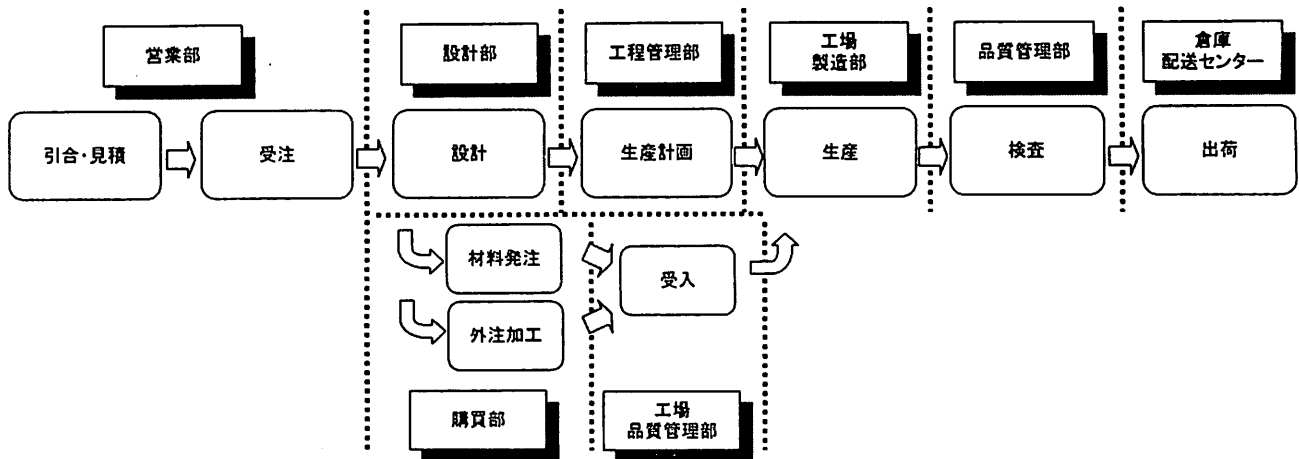 営業部
設計部
工程管理部
工場
製造部
品質管理部
倉庫
配送センター
引合・見積
受注
設計
生産計画
生産
検査
出荷
材料発注
受入
外注加工
購買部
工場
品質管理部